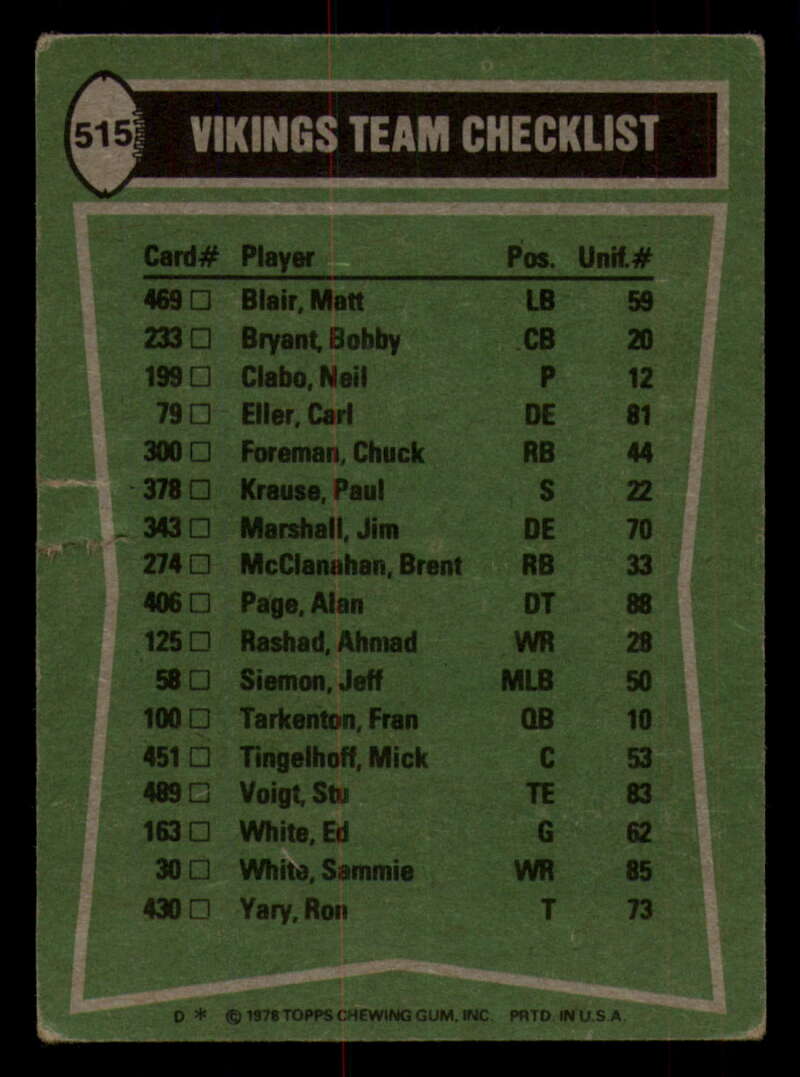 515 VIKINGS TEAM CHECKLIST
Card# Player Pos. Unif.#
469 Blair, Matt LB 59
233 Bryant, Bobby CB 20
199 Clabo, Neil P 12
79 Eller, Carl DE 81
300 Foreman, Chuck RB 44
378 Krause, Paul S 22
343 Marshall, Jim DE 70
274 McClanahan, Brent RB 33
406 Page, Alan DT 88
125 Rashad, Ahmad WR 28
58 Siemon, Jeff MLB 50
100 Tarkenton, Fran QB 10
451 Tingelhoff, Mick C 53
489 Voigt, Stu TE 83
163 White, Ed G 62
30 White, Sammie WR 85
430 Yary, Ron T 73
D * © 1978 TOPPS CHEWING GUM, INC. PRTD. IN U.S.A.